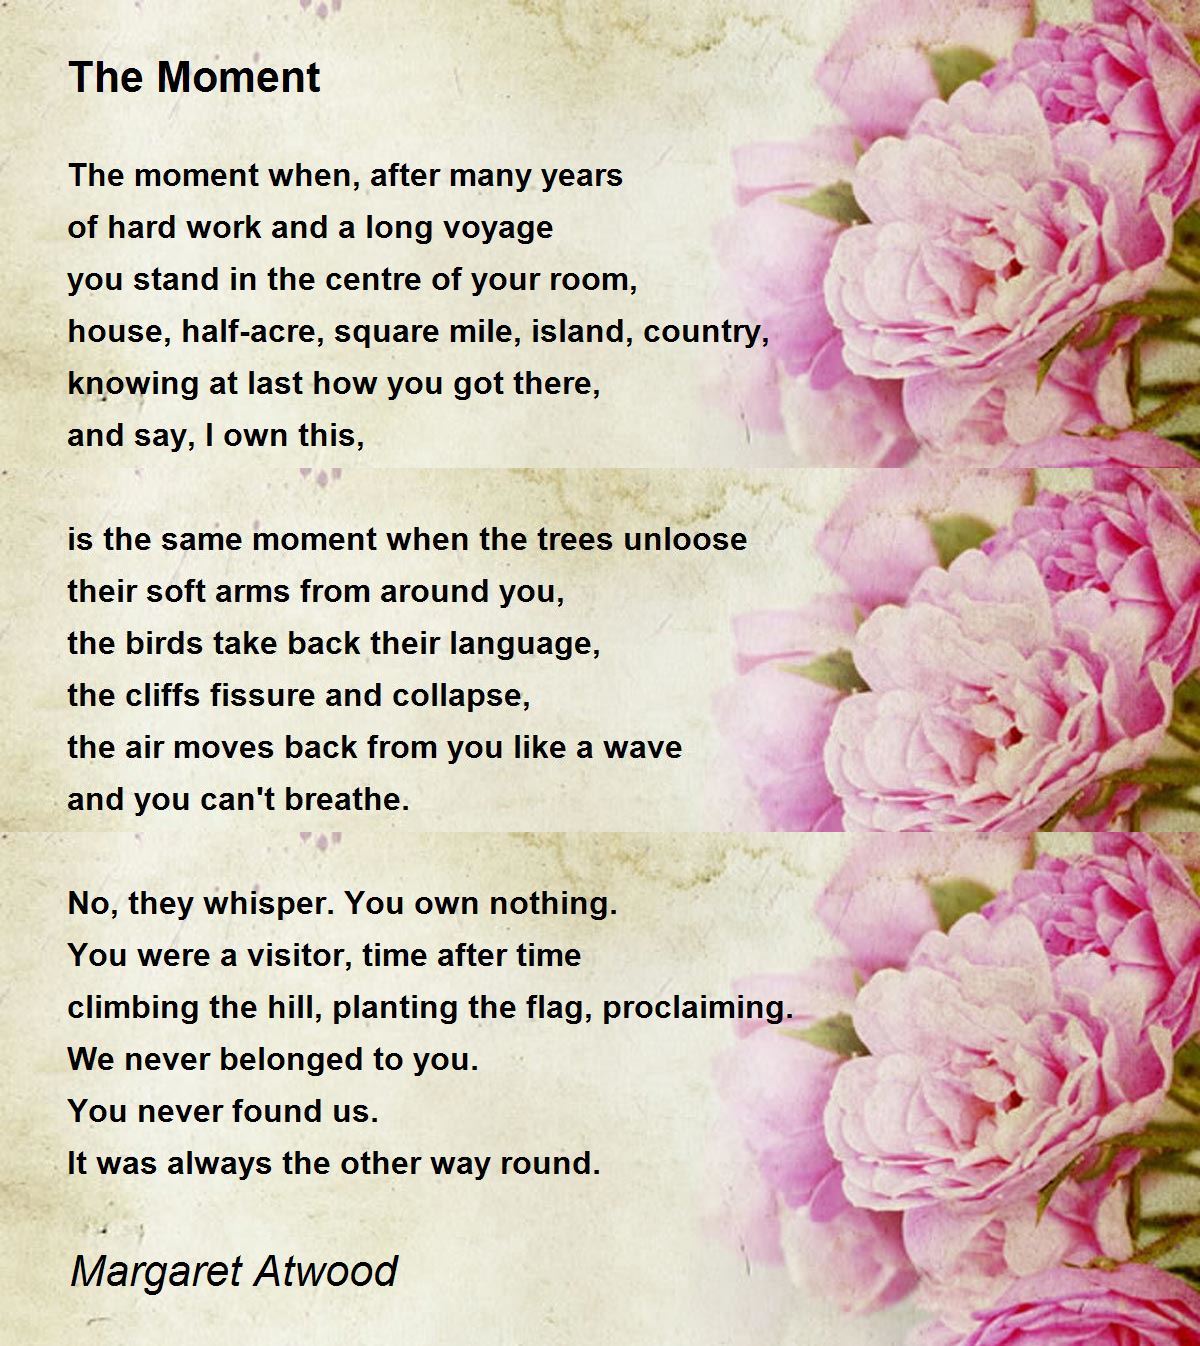 The Moment
The moment when, after many years
of hard work and a long voyage
you stand in the centre of your room,
house, half-acre, square mile, island, country,
knowing at last how you got there,
and say, I own this,
is the same moment when the trees unloose
their soft arms from around you,
the birds take back their language,
the cliffs fissure and collapse,
the air moves back from you like a wave
and you can't breathe.
No, they whisper. You own nothing.
You were a visitor, time after time
climbing the hill, planting the flag, proclaiming.
We never belonged to you.
You never found us.
It was always the other way round.
Margaret Atwood